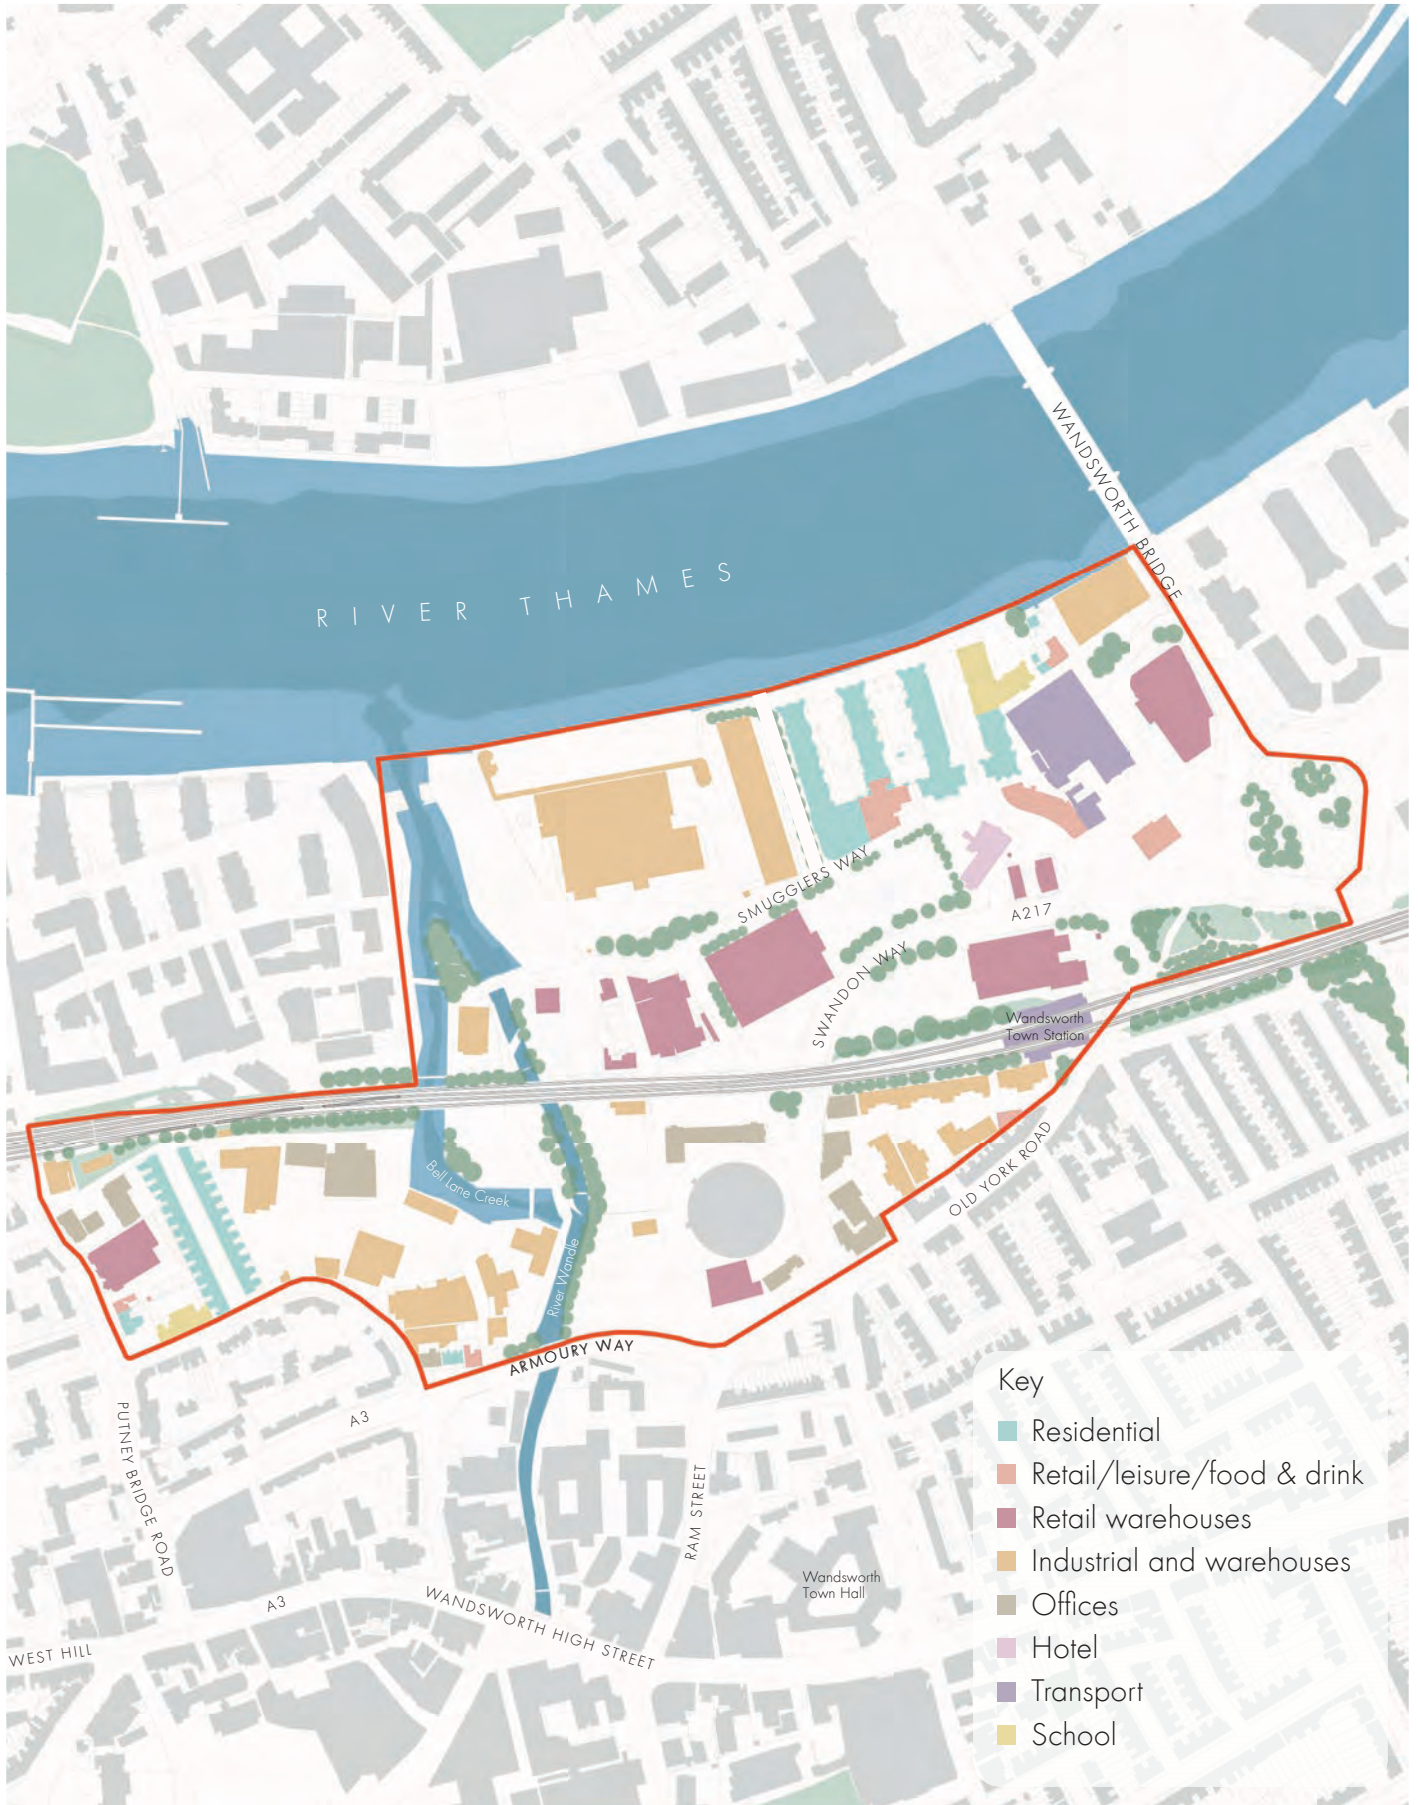 WANDSWORTH BRIDGE
RIVER THAMES
SMUGGLERS WAY
A217
SWANDON WAY
Wandsworth
Town Station
OLD YORK ROAD
Bell Lane Creek
River Wandle
ARMOURY WAY
A3
PUTNEY BRIDGE ROAD
RAM STREET
Wandsworth
Town Hall
A3
WANDSWORTH HIGH STREET
WEST HILL
Key
Residential
Retail/leisure/food & drink
Retail warehouses
Industrial and warehouses
Offices
Hotel
Transport
School